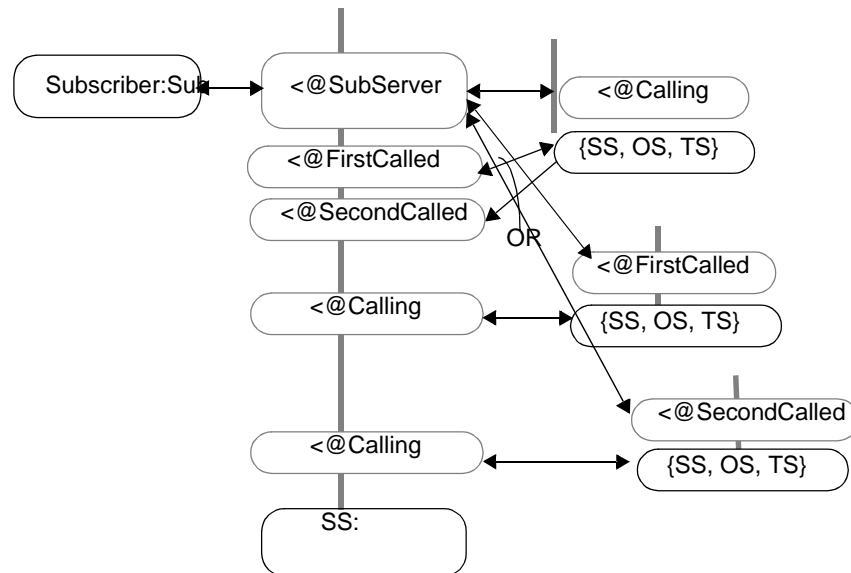 Subscriber:Sub
<@SubServer
<@Calling
<@FirstCalled
{SS, OS, TS}
<@SecondCalled
OR
<@FirstCalled
<@Calling
{SS, OS, TS}
<@SecondCalled
<@Calling
{SS, OS, TS}
SS: